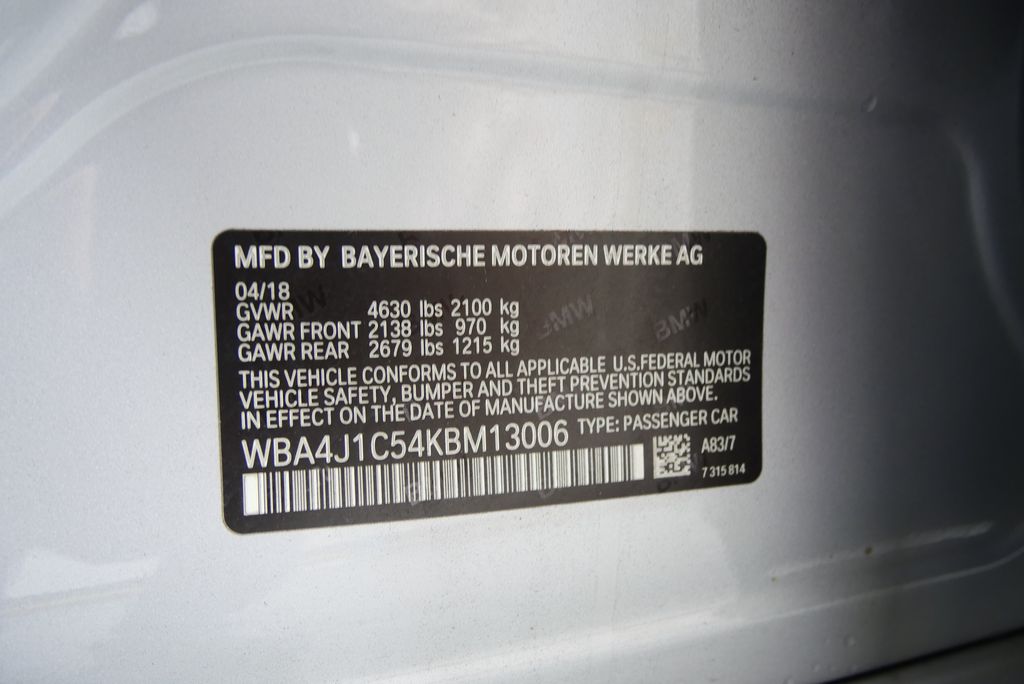 MFD BY BAYERISCHE MOTOREN WERKE AG
04/18
GVWR 4630 lbs 2100 kg
GAWR FRONT 2138 lbs 970 kg
GAWR REAR 2679 lbs 1215 kg
THIS VEHICLE CONFORMS TO ALL APPLICABLE U.S.FEDERAL MOTOR
VEHICLE SAFETY, BUMPER AND THEFT PREVENTION STANDARDS
IN EFFECT ON THE DATE OF MANUFACTURE SHOWN ABOVE.
WBA4J1C54KBM13006 TYPE: PASSENGER CAR
A83/7
7 315 814
BMW
BMW
BMW